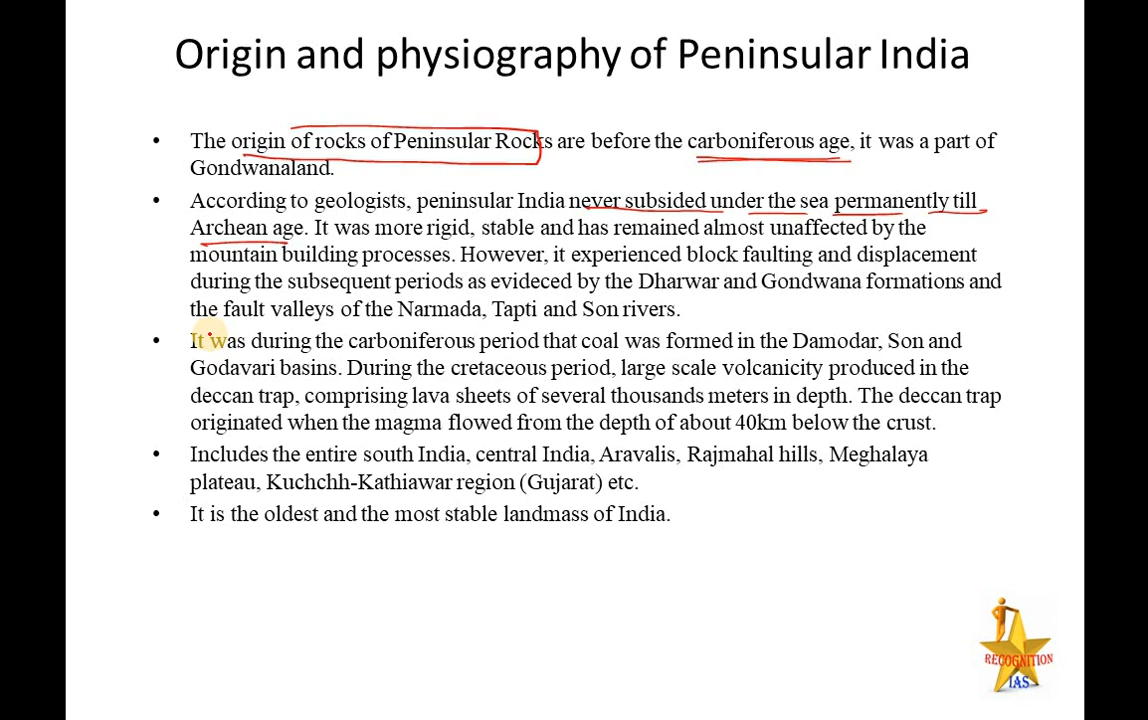 Origin and physiography of Peninsular India
• The origin of rocks of Peninsular Rocks are before the carboniferous age, it was a part of
Gondwanaland.
• According to geologists, peninsular India never subsided under the sea permanently till
Archean age. It was more rigid, stable and has remained almost unaffected by the
mountain building processes. However, it experienced block faulting and displacement
during the subsequent periods as evideced by the Dharwar and Gondwana formations and
the fault valleys of the Narmada, Tapti and Son rivers.
• It was during the carboniferous period that coal was formed in the Damodar, Son and
Godavari basins. During the cretaceous period, large scale volcanicity produced in the
deccan trap, comprising lava sheets of several thousands meters in depth. The deccan trap
originated when the magma flowed from the depth of about 40km below the crust.
• Includes the entire south India, central India, Aravalis, Rajmahal hills, Meghalaya
plateau, Kuchchh-Kathiawar region (Gujarat) etc.
• It is the oldest and the most stable landmass of India.
RECOGNITION
IAS